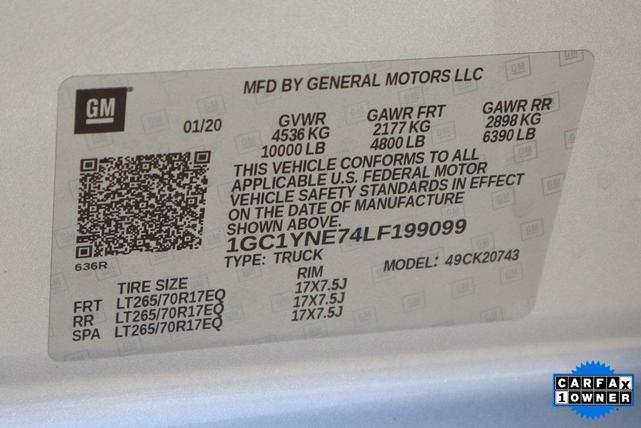 GM
MFD BY GENERAL MOTORS LLC
01/20
GVWR GAWR FRT GAWR RR
4536 KG 2177 KG 2898 KG
10000 LB 4800 LB 6390 LB
THIS VEHICLE CONFORMS TO ALL
APPLICABLE U.S. FEDERAL MOTOR
VEHICLE SAFETY STANDARDS IN EFFECT
ON THE DATE OF MANUFACTURE
SHOWN ABOVE.
1GC1YNE74LF199099
636R
TYPE: TRUCK MODEL: 49CK20743
TIRE SIZE RIM
FRT LT265/70R17EQ 17X7.5J
RR LT265/70R17EQ 17X7.5J
SPA LT265/70R17EQ 17X7.5J
CARFAX
1 OWNER